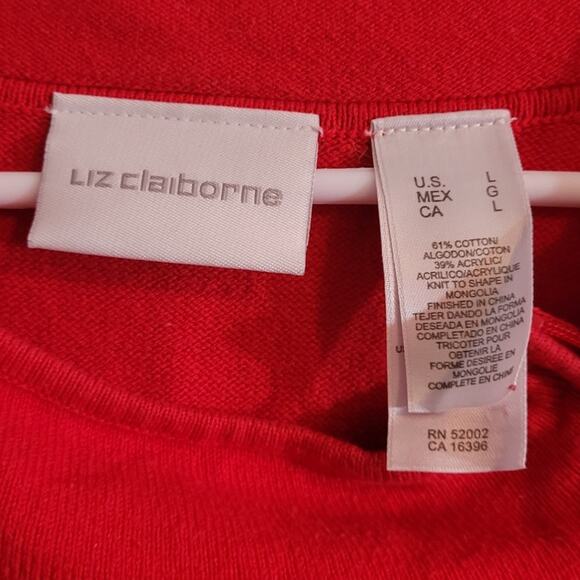 LIZ claiborne
U.S. L
MEX G
CA L
61% COTTON/
ALGODON/COTON
39% ACRYLIC/
ACRILICO/ACRYLIQUE
KNIT TO SHAPE IN
MONGOLIA
FINISHED IN CHINA
TEJER DANDO LA FORMA
DESEADA EN MONGOLIA
COMPLETADO EN CHINA
TRICOTER POUR
OBTENIR LA
FORME DESIREE EN
MONGOLIE
COMPLETE EN CHINA
RN 52002
CA 16396